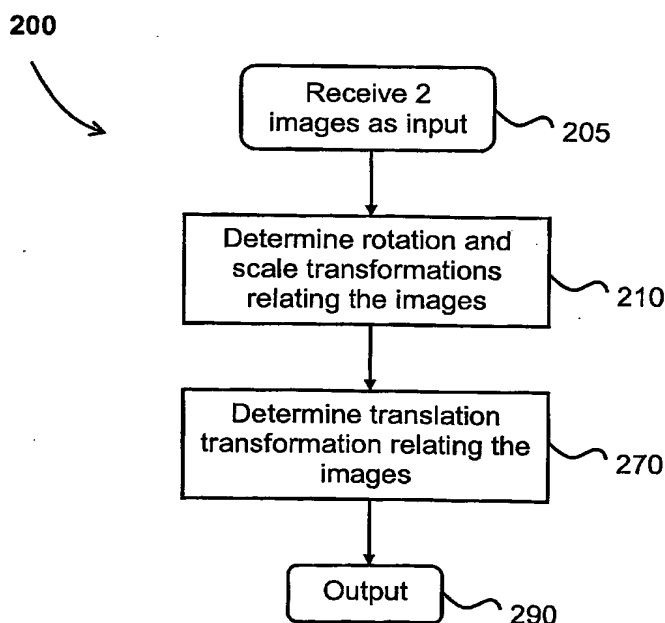 200
Receive 2
images as input
205
Determine rotation and
scale transformations
relating the images
210
Determine translation
transformation relating the
images
270
Output
290